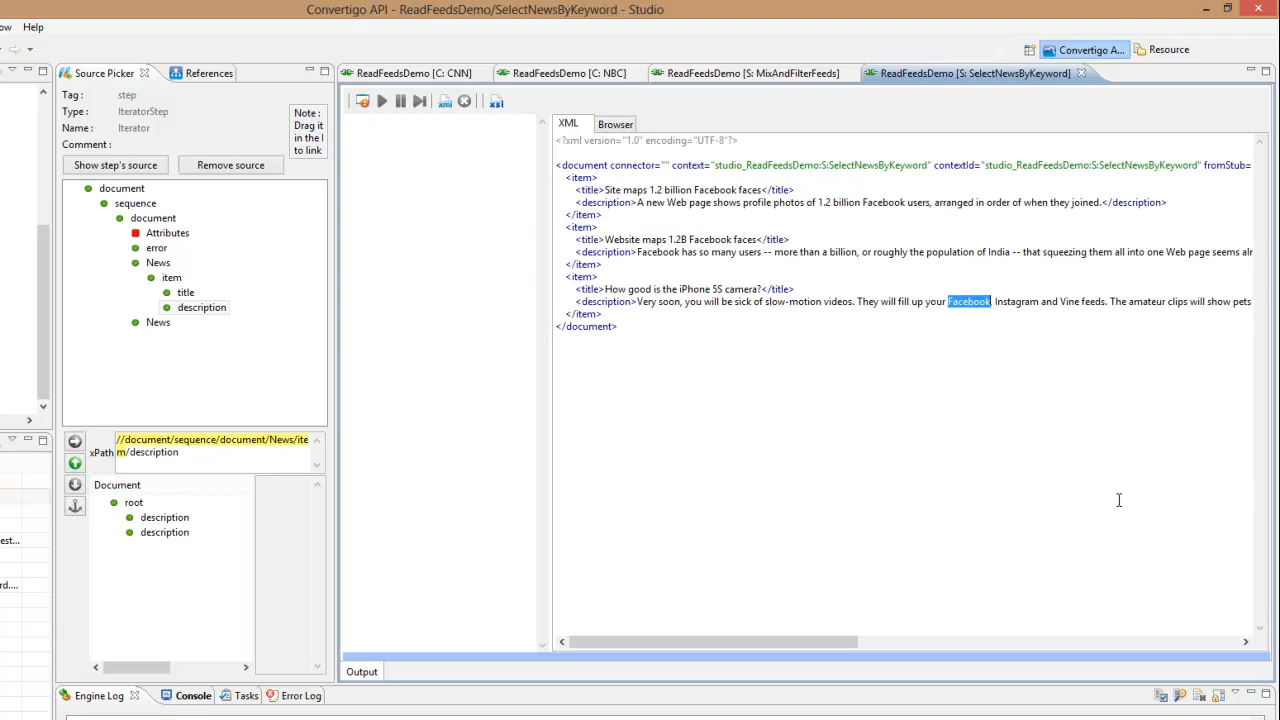 Convertigo API - ReadFeedsDemo/SelectNewsByKeyword - Studio
ow Help
Convertigo A... Resource
Source Picker References
Tag : step
Type : IteratorStep
Name : Iterator
Comment :
Note :
Drag it
in the l
to link
Show step's source Remove source
document
sequence
document
Attributes
error
News
item
title
description
News
xPath
//document/sequence/document/News/ite
m/description
Document
root
description
description
est...
rd....
ReadFeedsDemo [C: CNN] ReadFeedsDemo [C: NBC] ReadFeedsDemo [S: MixAndFilterFeeds] ReadFeedsDemo [S: SelectNewsByKeyword]
xml xsl
XML Browser
<?xml version="1.0" encoding="UTF-8"?>
<document connector="" context="studio_ReadFeedsDemo:S:SelectNewsByKeyword" contextId="studio_ReadFeedsDemo:S:SelectNewsByKeyword" fromStub=
<item>
<title>Site maps 1.2 billion Facebook faces</title>
<description>A new Web page shows profile photos of 1.2 billion Facebook users, arranged in order of when they joined.</description>
</item>
<item>
<title>Website maps 1.2B Facebook faces</title>
<description>Facebook has so many users -- more than a billion, or roughly the population of India -- that squeezing them all into one Web page seems alr
</item>
<item>
<title>How good is the iPhone 5S camera?</title>
<description>Very soon, you will be sick of slow-motion videos. They will fill up your Facebook, Instagram and Vine feeds. The amateur clips will show pets
</item>
</document>
Output
Engine Log Console Tasks Error Log